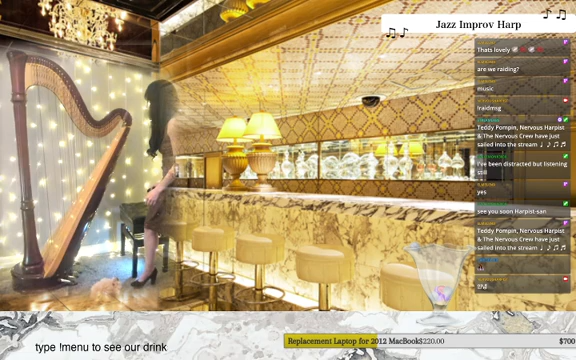 Jazz Improv Harp
Thats lovely
are we raiding?
music
Teddy Pompin, Nervous Harpist
& The Nervous Crew have just
sailed into the stream
I've been distracted but listening
still
yes
see you soon Harpist-san
Teddy Pompin, Nervous Harpist
& The Nervous Crew have just
sailed into the stream
type !menu to see our drink
Replacement Laptop for 2012 MacBook $220.00
$700